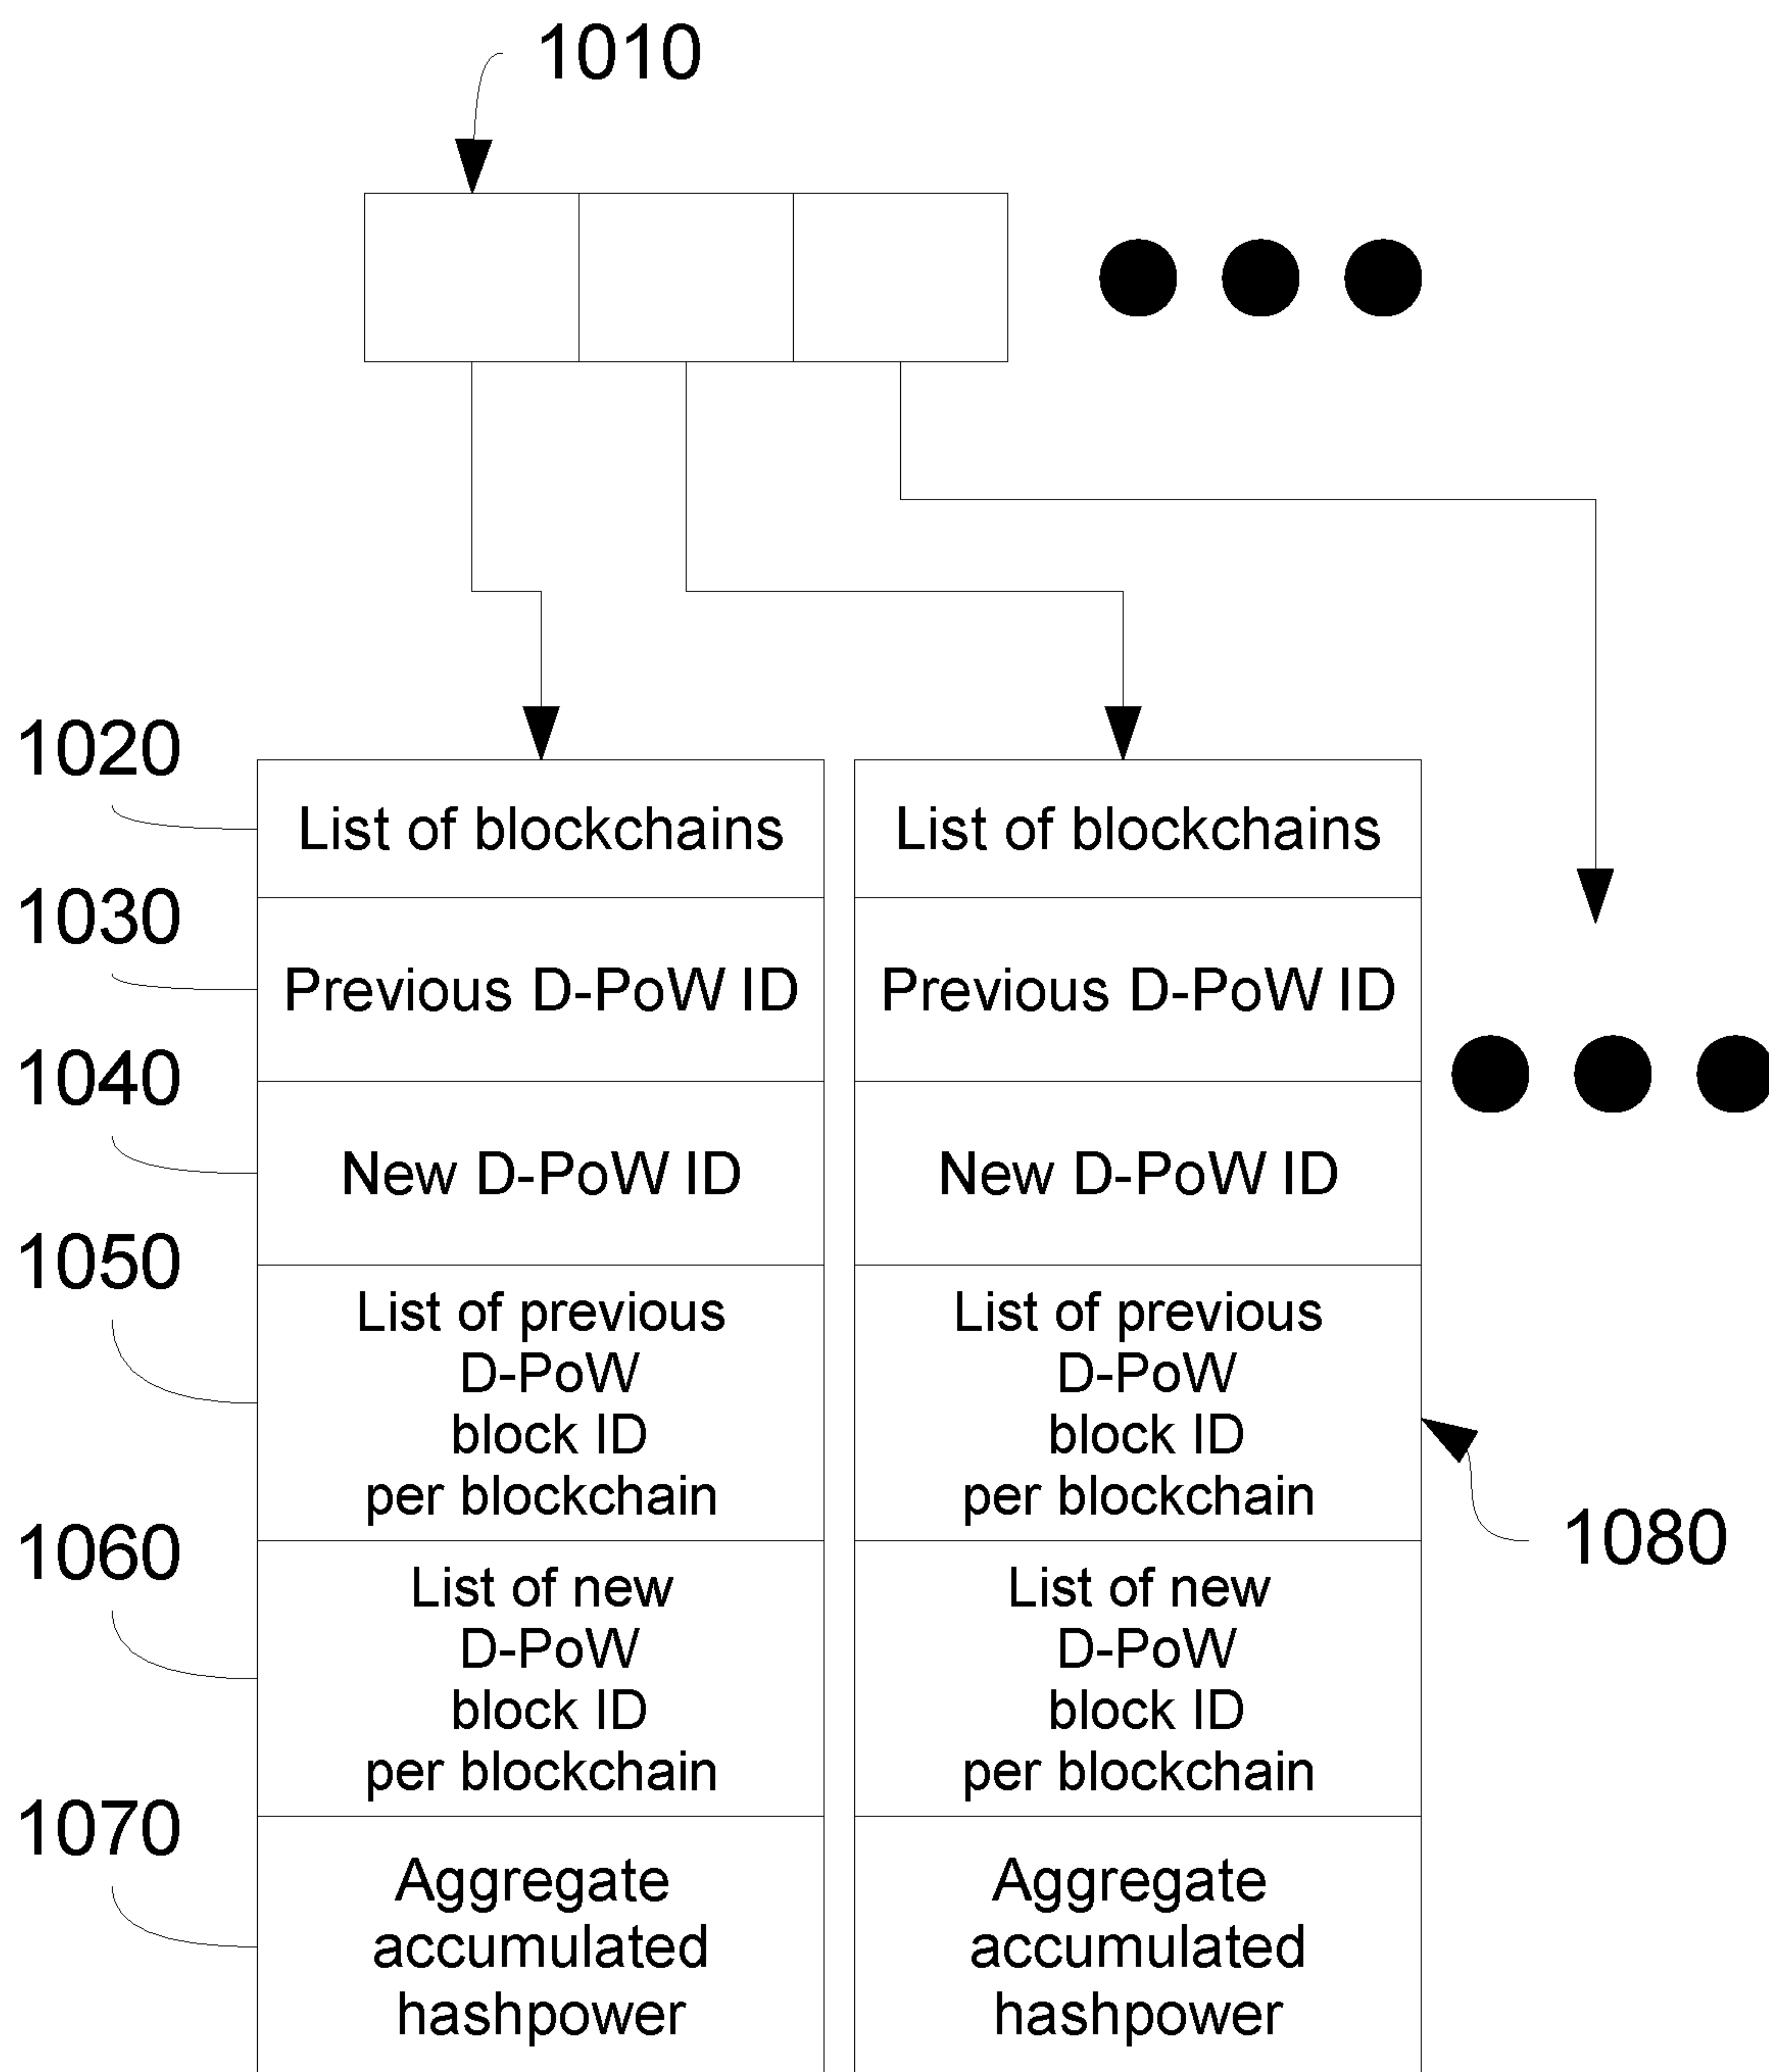 1010
1020
List of blockchains
List of blockchains
1030
Previous D-PoW ID
Previous D-PoW ID
1040
New D-PoW ID
New D-PoW ID
1050
List of previous
D-PoW
block ID
per blockchain
List of previous
D-PoW
block ID
per blockchain
1080
1060
List of new
D-PoW
block ID
per blockchain
List of new
D-PoW
block ID
per blockchain
1070
Aggregate
accumulated
hashpower
Aggregate
accumulated
hashpower